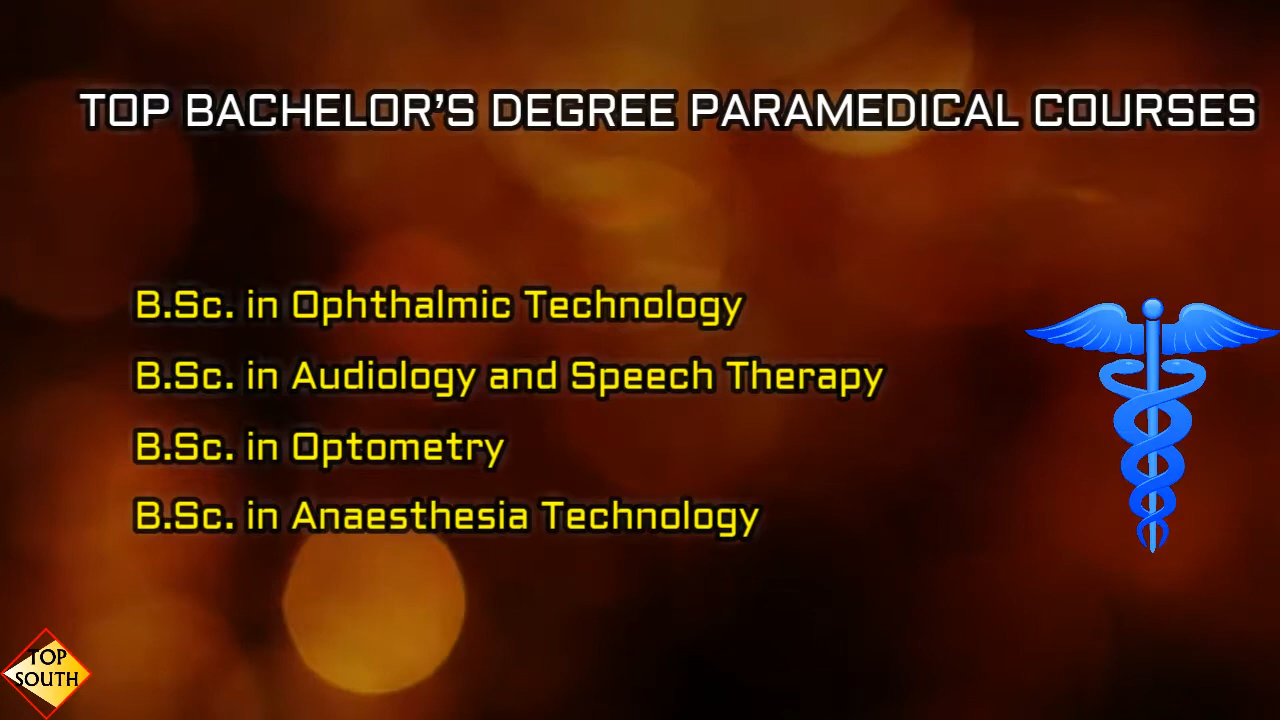 TOP BACHELOR’S DEGREE PARAMEDICAL COURSES
B.Sc. in Ophthalmic Technology
B.Sc. in Audiology and Speech Therapy
B.Sc. in Optometry
B.Sc. in Anaesthesia Technology
TOP
SOUTH